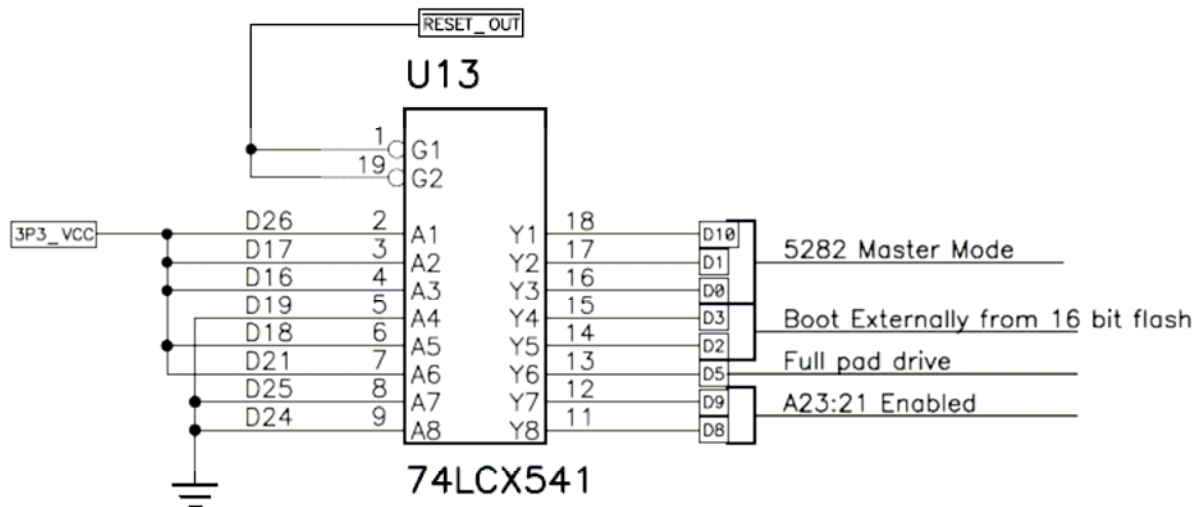 RESET_OUT
U13
1 G1
19 G2
3P3_VCC
D26 2 A1 Y1 18 D10
D17 3 A2 Y2 17 D1
5282 Master Mode
D16 4 A3 Y3 16 D0
D19 5 A4 Y4 15 D3
Boot Externally from 16 bit flash
D18 6 A5 Y5 14 D2
D21 7 A6 Y6 13 D5 Full pad drive
D25 8 A7 Y7 12 D9
A23:21 Enabled
D24 9 A8 Y8 11 D8
74LCX541